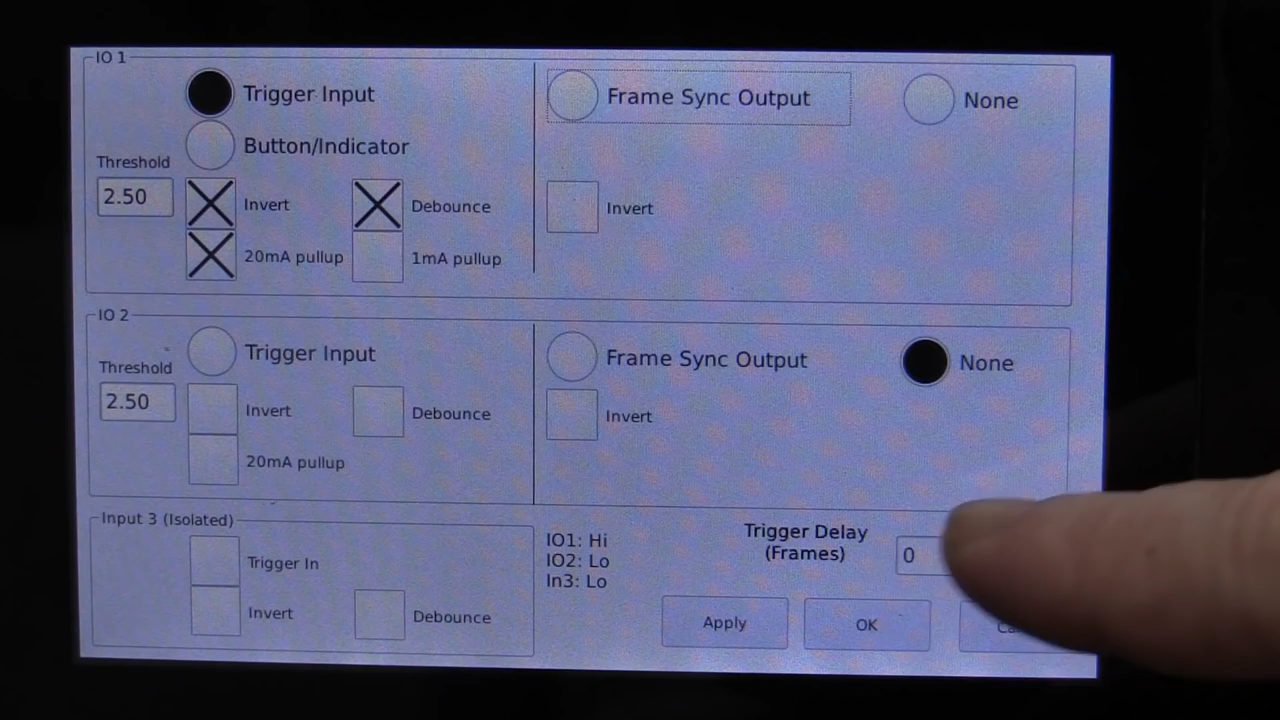 IO 1
Trigger Input
Frame Sync Output
None
Button/Indicator
Threshold
2.50
Invert
Debounce
Invert
20mA pullup
1mA pullup
IO 2
Trigger Input
Frame Sync Output
None
Threshold
2.50
Invert
Debounce
Invert
20mA pullup
Input 3 (Isolated)
Trigger In
Invert
Debounce
IO1: Hi
IO2: Lo
In3: Lo
Trigger Delay
(Frames)
0
Apply
OK